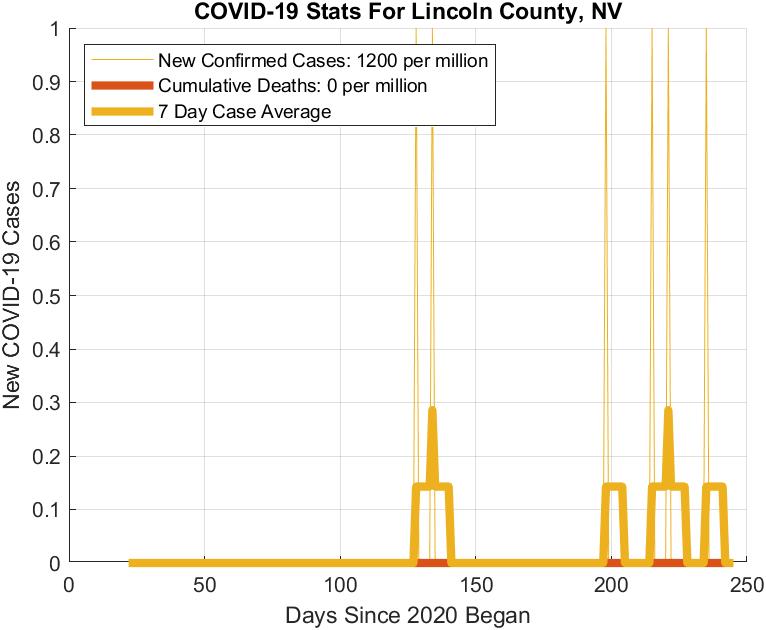 COVID-19 Stats For Lincoln County, NV
New Confirmed Cases: 1200 per million
Cumulative Deaths: 0 per million
7 Day Case Average
New COVID-19 Cases
1
0.9
0.8
0.7
0.6
0.5
0.4
0.3
0.2
0.1
0
0 50 100 150 200 250
Days Since 2020 Began